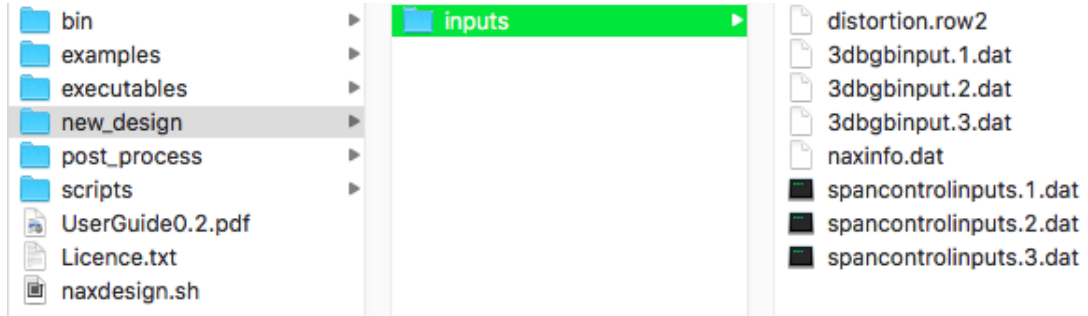 bin
examples
executables
new_design
post_process
scripts
UserGuide0.2.pdf
Licence.txt
naxdesign.sh
inputs
distortion.row2
3dbgbinput.1.dat
3dbgbinput.2.dat
3dbgbinput.3.dat
naxinfo.dat
spancontrolinputs.1.dat
spancontrolinputs.2.dat
spancontrolinputs.3.dat